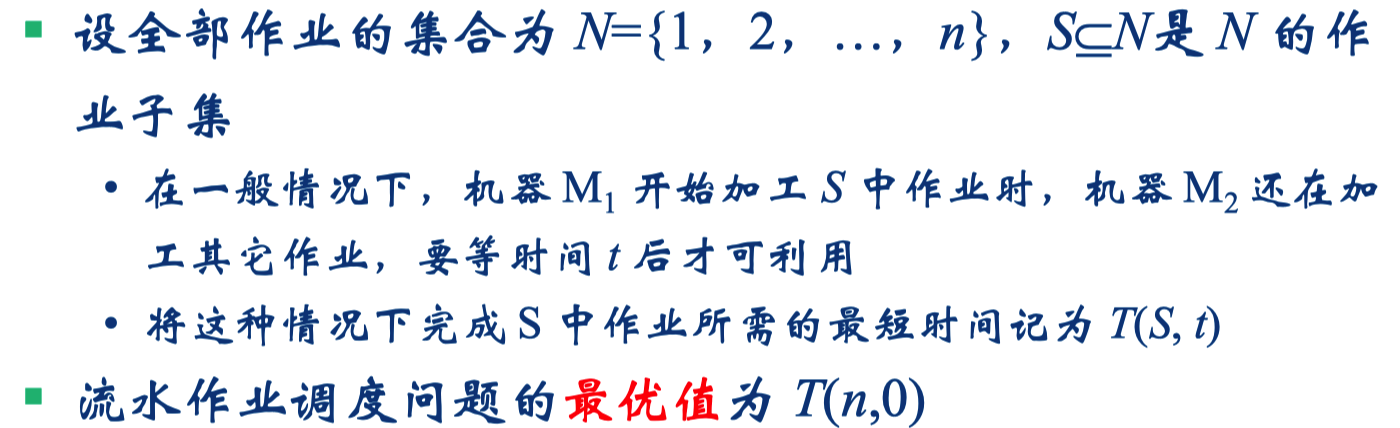 ▪ 设全部作业的集合为 N={1，2，…，n}，S⊆N是 N 的作
业子集
• 在一般情况下，机器 M₁ 开始加工 S 中作业时，机器 M₂ 还在加
工其它作业，要等时间 t 后才可利用
• 将这种情况下完成 S 中作业所需的最短时间记为 T(S, t)
▪ 流水作业调度问题的最优值为 T(n,0)